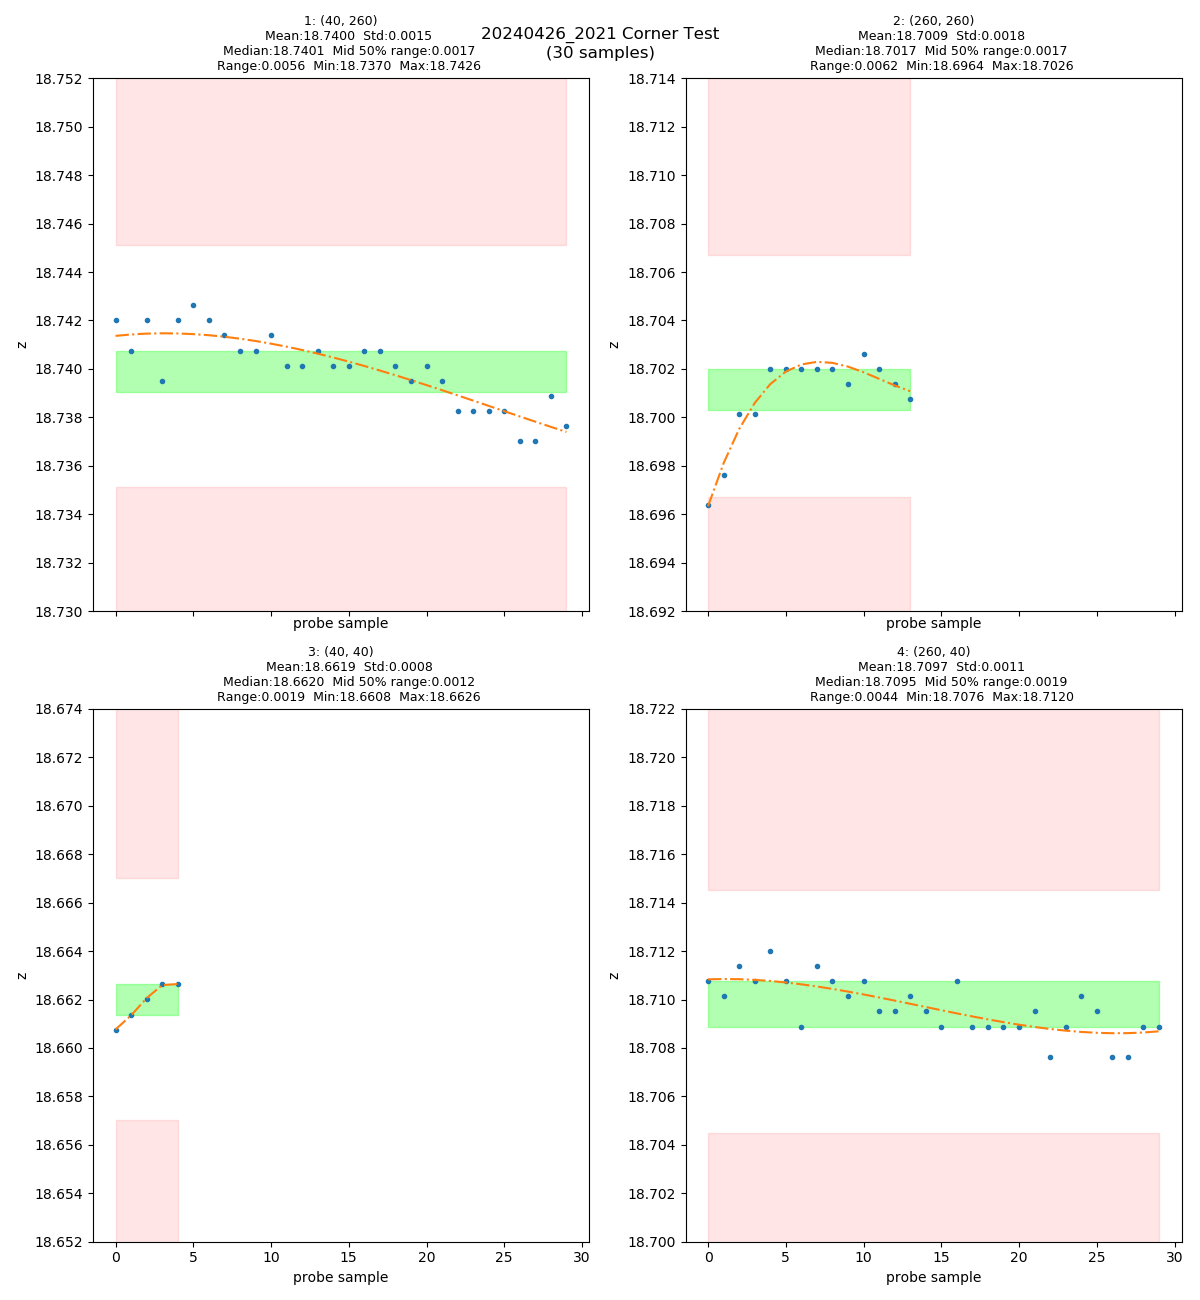 20240426_2021 Corner Test
(30 samples)
1: (40, 260)
Mean:18.7400  Std:0.0015
Median:18.7401  Mid 50% range:0.0017
Range:0.0056  Min:18.7370  Max:18.7426
18.752
18.750
18.748
18.746
18.744
18.742
18.740
18.738
18.736
18.734
18.732
18.730
z
probe sample
2: (260, 260)
Mean:18.7009  Std:0.0018
Median:18.7017  Mid 50% range:0.0017
Range:0.0062  Min:18.6964  Max:18.7026
18.714
18.712
18.710
18.708
18.706
18.704
18.702
18.700
18.698
18.696
18.694
18.692
z
probe sample
3: (40, 40)
Mean:18.6619  Std:0.0008
Median:18.6620  Mid 50% range:0.0012
Range:0.0019  Min:18.6608  Max:18.6626
18.674
18.672
18.670
18.668
18.666
18.664
18.662
18.660
18.658
18.656
18.654
18.652
z
0 5 10 15 20 25 30
probe sample
4: (260, 40)
Mean:18.7097  Std:0.0011
Median:18.7095  Mid 50% range:0.0019
Range:0.0044  Min:18.7076  Max:18.7120
18.722
18.720
18.718
18.716
18.714
18.712
18.710
18.708
18.706
18.704
18.702
18.700
z
0 5 10 15 20 25 30
probe sample